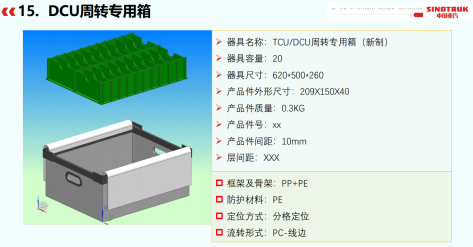 15. DCU周转专用箱
SINOTRUK
中国重汽
器具名称：TCU/DCU周转专用箱（新制）
器具容量：20
器具尺寸：620*500*260
产品件外形尺寸：209X150X40
产品件质量：0.3KG
产品件号：xx
产品件间距：10mm
层间距：XXX
框架及骨架：PP+PE
防护材料：PE
定位方式：分格定位
流转形式：PC-线边